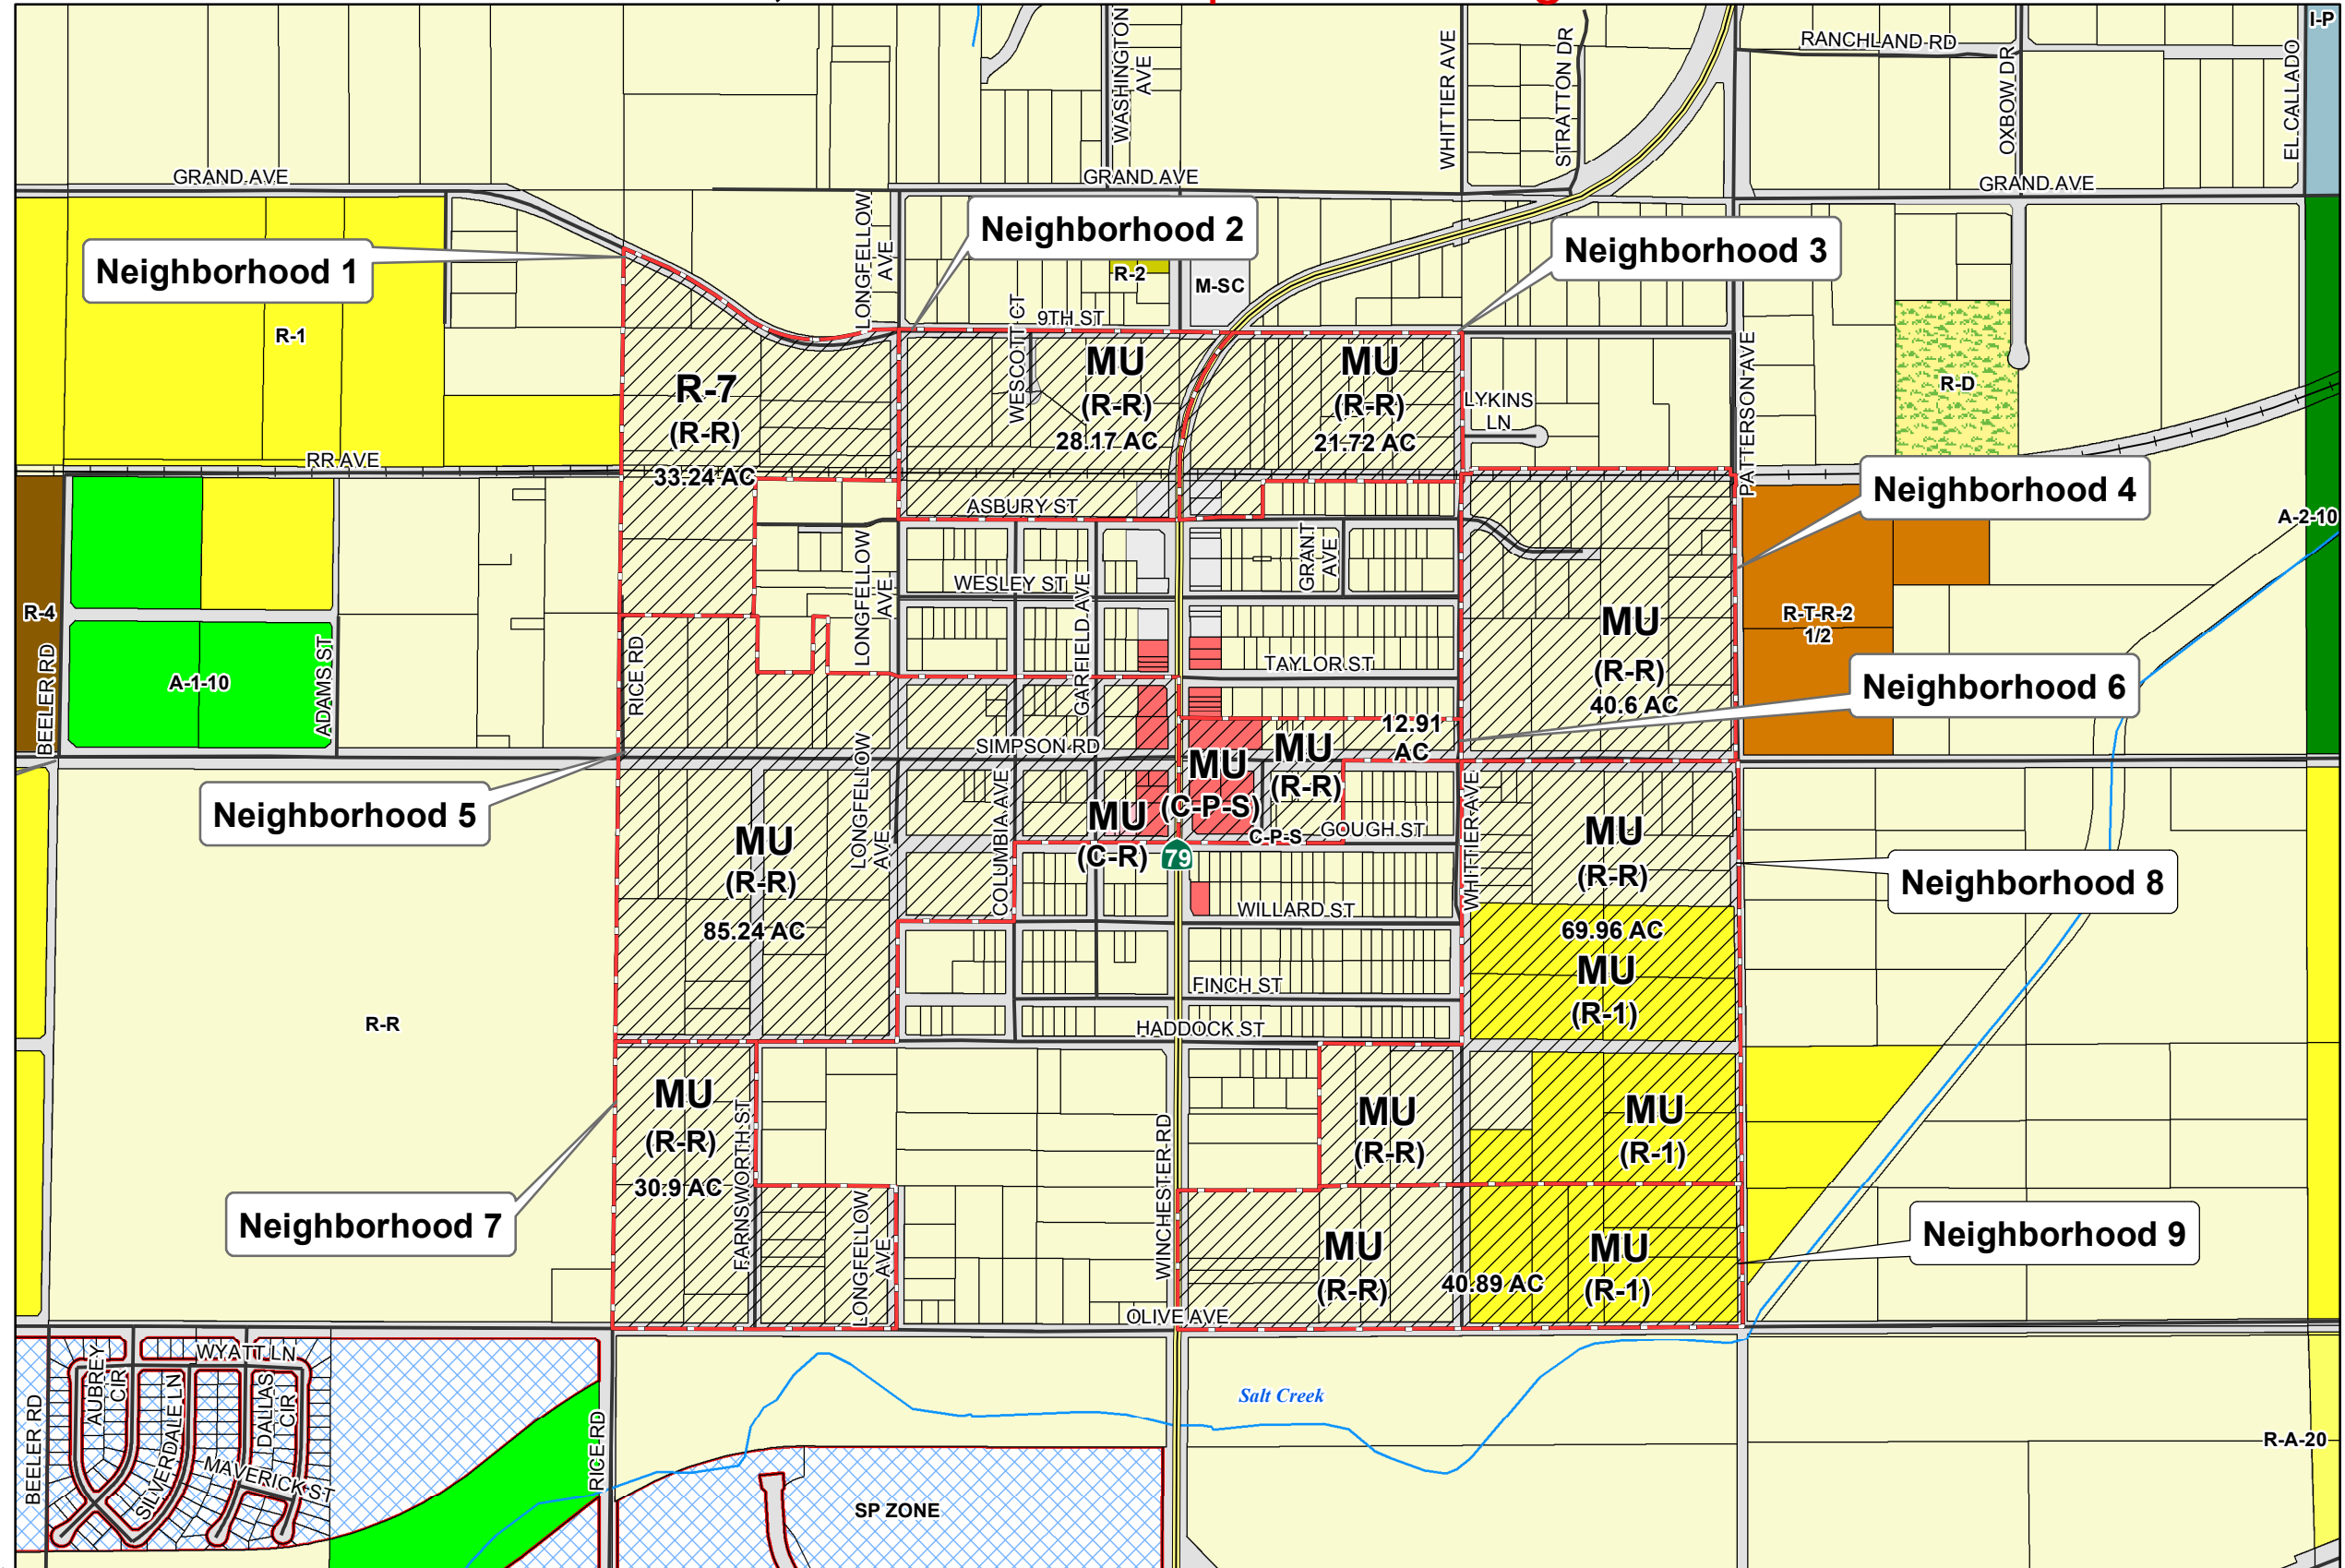 I-P
RANCHLAND RD
WASHINGTON
AVE
WHITTIER AVE
STRATTON DR
OXBOW DR
EL CALLADO
GRAND AVE
GRAND AVE
GRAND AVE
Neighborhood 1
LONGFELLOW
AVE
Neighborhood 2
Neighborhood 3
R-2
M-SC
9TH ST
WESCOTT CT
R-1
R-7
(R-R)
33.24 AC
MU
(R-R)
28.17 AC
MU
(R-R)
21.72 AC
LYKINS
LN
PATTERSON AVE
R-D
RR AVE
ASBURY ST
Neighborhood 4
A-2-10
R-4
A-1-10
BEELER RD
ADAMS ST
RICE RD
LONGFELLOW
AVE
WESLEY ST
GARFIELD AVE
GRANT
AVE
TAYLOR ST
MU
(R-R)
40.6 AC
R-T-R-2
1/2
Neighborhood 6
SIMPSON RD
12.91
AC
MU
(R-R)
MU
(C-P-S)
MU
(C-R)
C-P-S
GOUGH ST
79
Neighborhood 5
LONGFELLOW
AVE
COLUMBIA AVE
MU
(R-R)
85.24 AC
WHITTIER AVE
MU
(R-R)
69.96 AC
MU
(R-1)
Neighborhood 8
WILLARD ST
FINCH ST
HADDOCK ST
R-R
MU
(R-R)
30.9 AC
FARNSWORTH ST
LONGFELLOW
AVE
WINCHESTER RD
MU
(R-R)
MU
(R-1)
Neighborhood 7
MU
(R-R)
40.89 AC
MU
(R-1)
Neighborhood 9
OLIVE AVE
WYATT LN
AUBREY
CIR
SILVERDALE LN
DALLAS
CIR
MAVERICK ST
BEELER RD
RICE RD
Salt Creek
SP ZONE
R-A-20